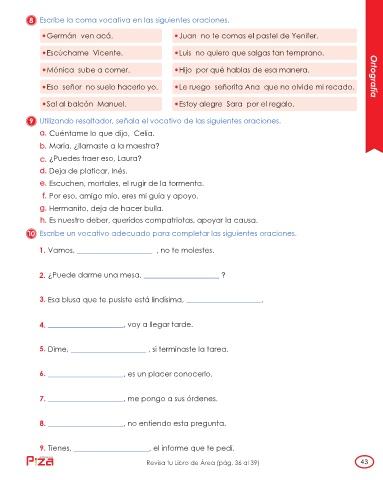 8 Escribe la coma vocativa en las siguientes oraciones.
• Germán  ven acá.
• Juan  no te comas el pastel de Yenifer.
• Escúchame  Vicente.
• Luis  no quiero que salgas tan temprano.
• Mónica  sube a comer.
• Hijo  por qué hablas de esa manera.
• Eso  señor  no suelo hacerlo yo.
• Le ruego  señorita Ana  que no olvide mi recado.
• Sal al balcón  Manuel.
• Estoy alegre  Sara  por el regalo.
Ortografía
9 Utilizando resaltador, señala el vocativo de las siguientes oraciones.
a. Cuéntame lo que dijo,  Celia.
b. María, ¿llamaste a la maestra?
c. ¿Puedes traer eso, Laura?
d. Deja de platicar, Inés.
e. Escuchen, mortales, el rugir de la tormenta.
f. Por eso, amigo mío, eres mi guía y apoyo.
g. Hermanito, deja de hacer bulla.
h. Es nuestro deber, queridos compatriotas, apoyar la causa.
10 Escribe un vocativo adecuado para completar las siguientes oraciones.
1. Vamos, ____________________ , no te molestes.
2. ¿Puede darme una mesa, ____________________ ?
3. Esa blusa que te pusiste está lindísima, ____________________.
4. ____________________, voy a llegar tarde.
5. Dime, ____________________ , si terminaste la tarea.
6. ____________________, es un placer conocerlo.
7. ____________________, me pongo a sus órdenes.
8. ____________________, no entiendo esta pregunta.
9. Tienes, ____________________, el informe que te pedí.
Piza
Revisa tu Libro de Área (pág. 36 al 39)
43